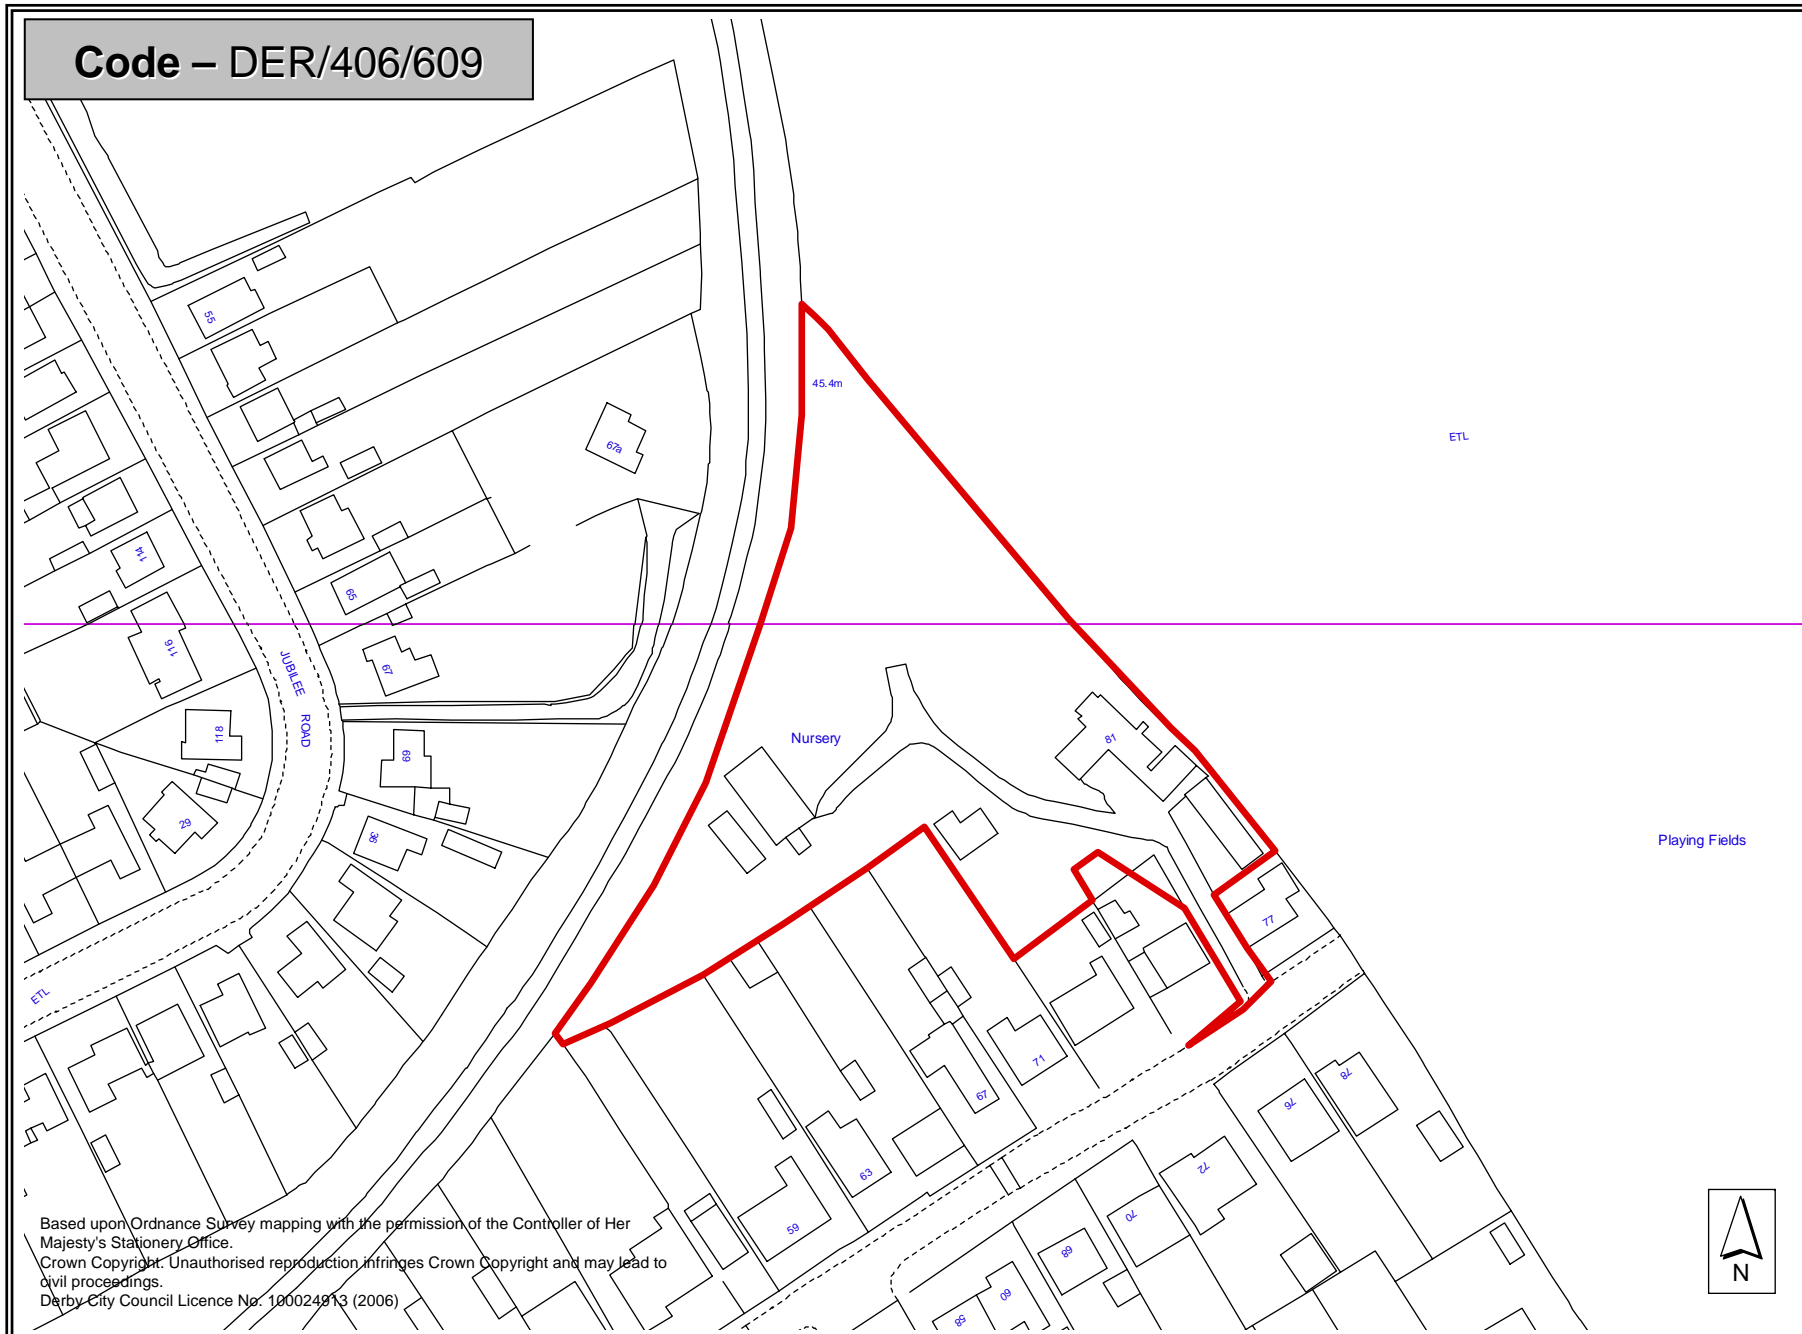 Code – DER/406/609
55
67a
45.4m
ETL
114
65
116
67
JUBILEE
ROAD
118
69
Nursery
81
29
96
Playing Fields
77
ETL
71
67
63
59
78
76
72
70
68
60
58
Based upon Ordnance Survey mapping with the permission of the Controller of Her
Majesty's Stationery Office.
Crown Copyright. Unauthorised reproduction infringes Crown Copyright and may lead to
civil proceedings.
Derby City Council Licence No. 100024913 (2006)
N